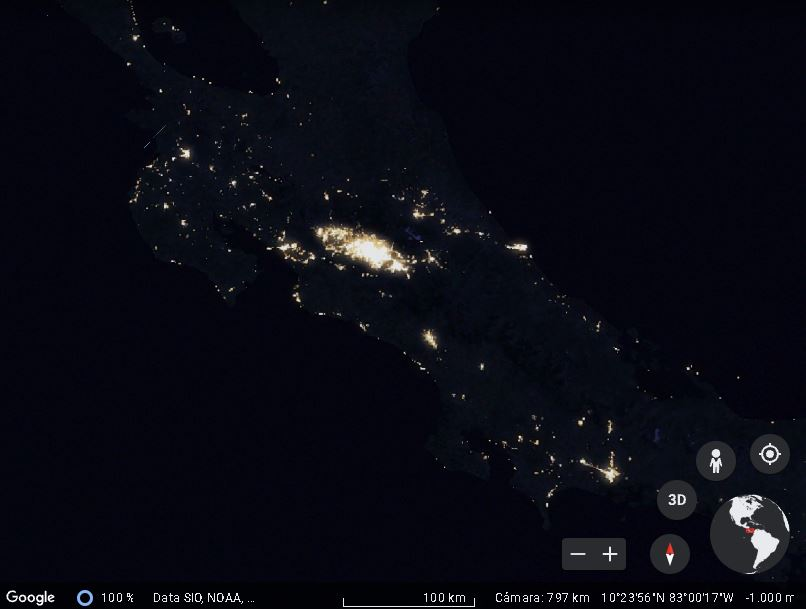 3D
Google 100 % Data SIO, NOAA, ... 100 km Cámara: 797 km 10°23'56"N 83°00'17"W -1.000 m